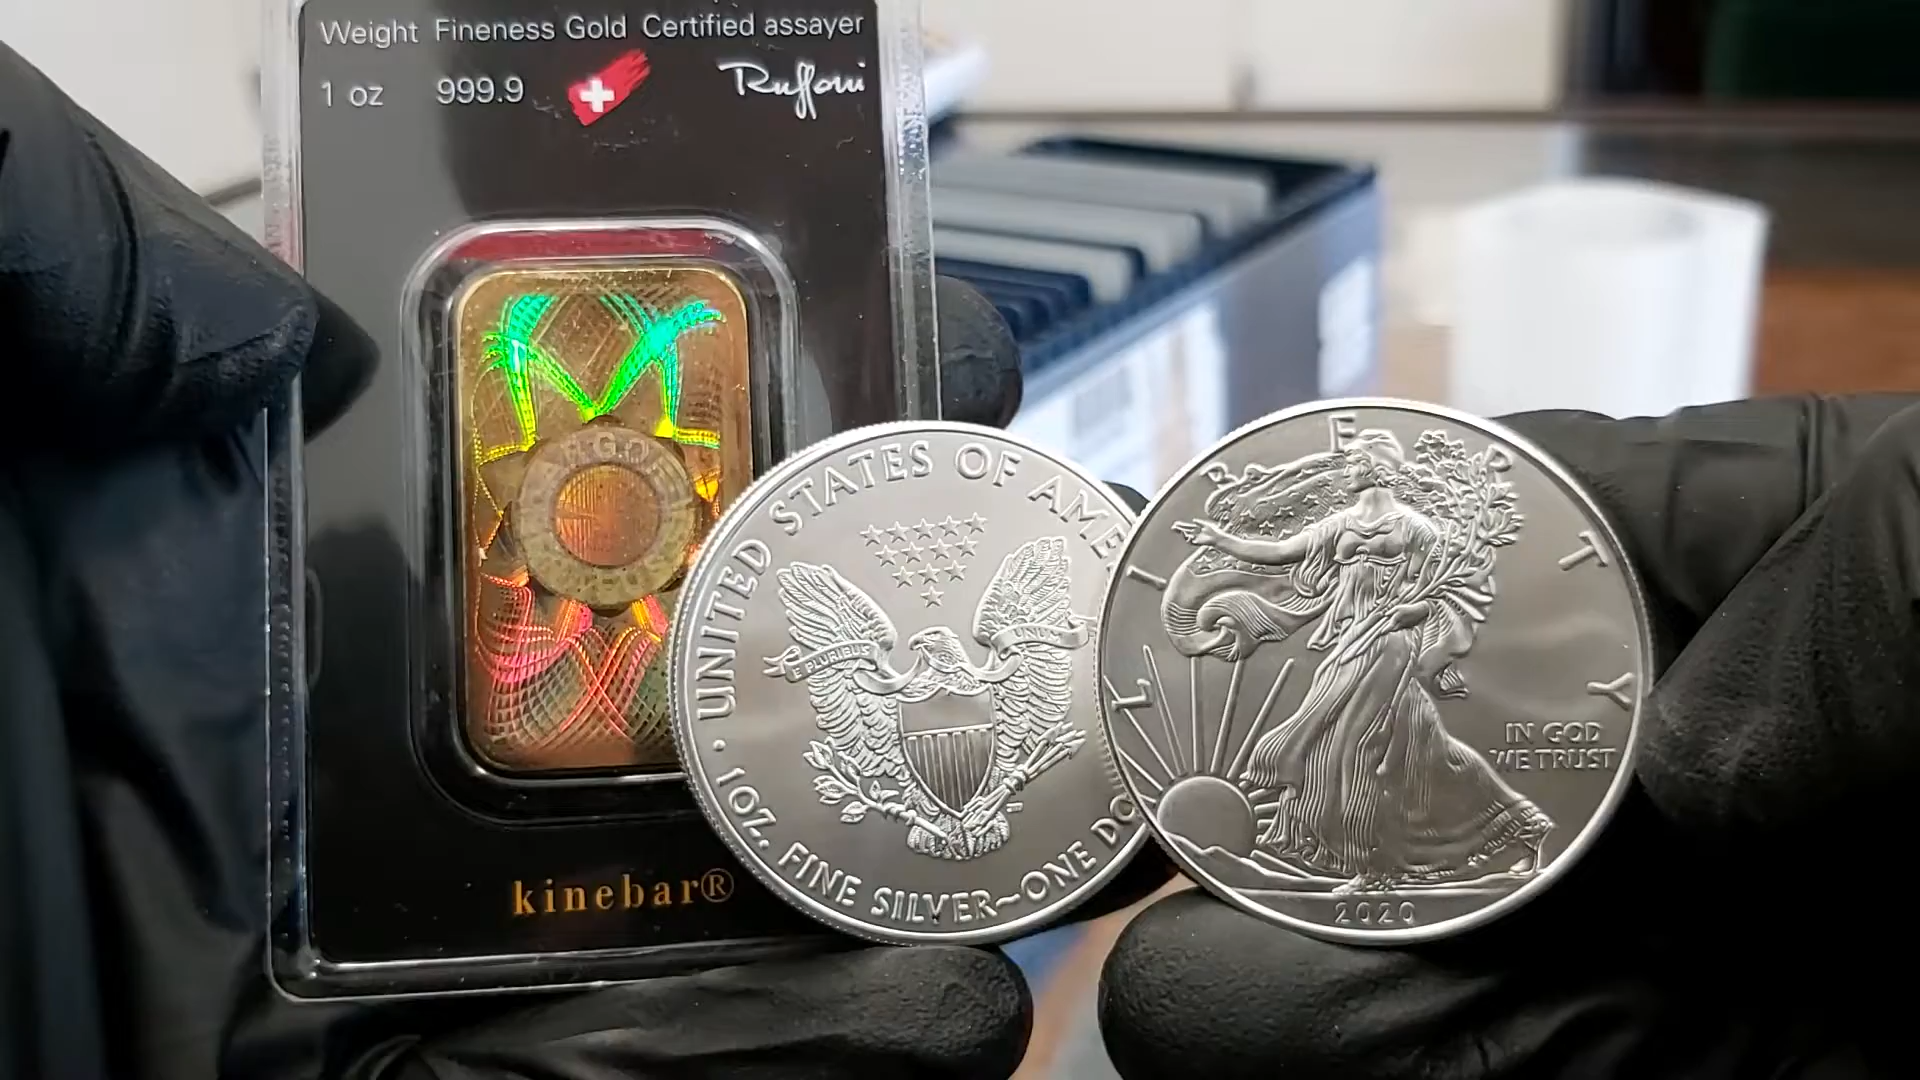 Weight Fineness Gold Certified assayer
1 oz 999.9 Ruffoni
kinebar®
UNITED STATES OF AME
E PLURIBUS UNUM
1 OZ. FINE SILVER~ONE DO
LIBERTY
IN GOD
WE TRUST
2020